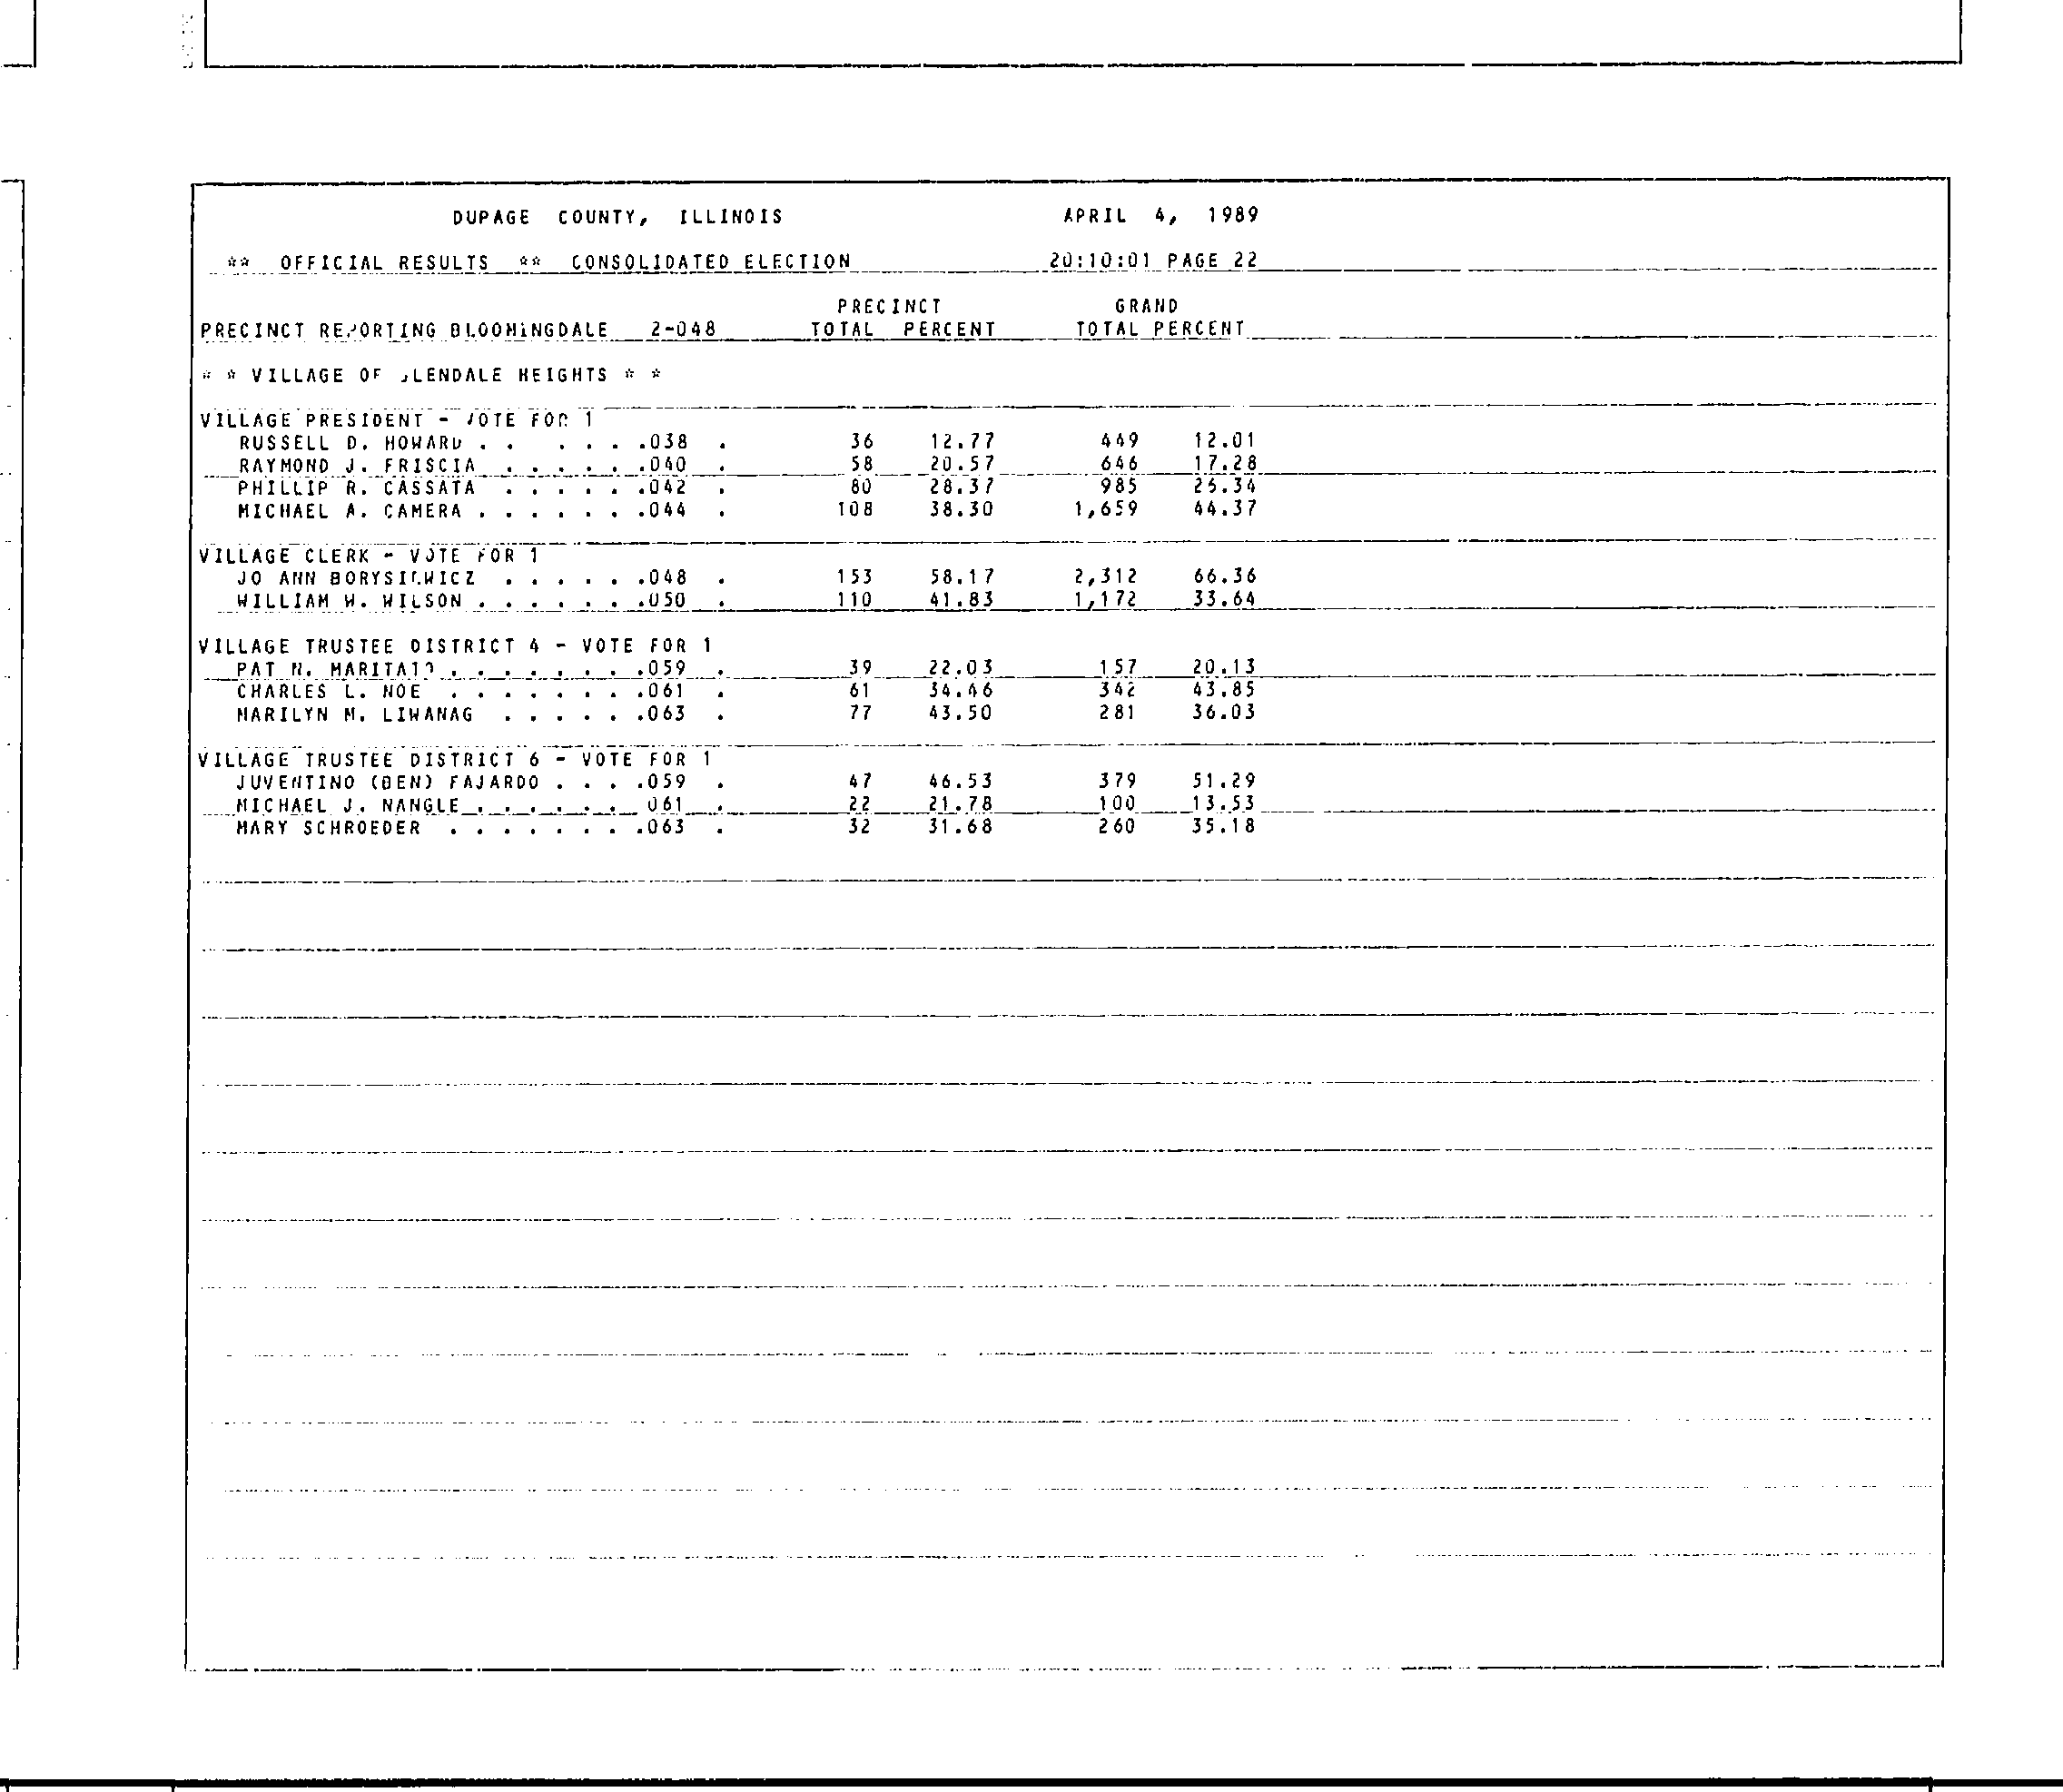 DUPAGE COUNTY, ILLINOIS APRIL 4, 1989
** OFFICIAL RESULTS ** CONSOLIDATED ELECTION 20:10:01 PAGE 22
PRECINCT GRAND
PRECINCT REPORTING BLOOMINGDALE 2-048 TOTAL PERCENT TOTAL PERCENT
* * VILLAGE OF GLENDALE HEIGHTS * *
VILLAGE PRESIDENT - VOTE FOR 1
RUSSELL D. HOWARD . . . . . .038 . 36 12.77 449 12.01
RAYMOND J. FRISCIA . . . . . .040 . 58 20.57 646 17.28
PHILLIP R. CASSATA . . . . . .042 . 80 28.37 985 26.34
MICHAEL A. CAMERA . . . . . . .044 . 108 38.30 1,659 44.37
VILLAGE CLERK - VOTE FOR 1
JO ANN BORYSIEWICZ . . . . . .048 . 153 58.17 2,312 66.36
WILLIAM W. WILSON . . . . . . .050 . 110 41.83 1,172 33.64
VILLAGE TRUSTEE DISTRICT 4 - VOTE FOR 1
PAT N. . . . . . . . .059 . 39 22.03 157 20.13
CHARLES L. NOE . . . . . . . .061 . 61 34.46 342 43.85
MARILYN M. LIWANAG . . . . . .063 . 77 43.50 281 36.03
VILLAGE TRUSTEE DISTRICT 6 - VOTE FOR 1
JUVENTINO (BEN) FAJARDO . . . .059 . 47 46.53 379 51.29
MICHAEL J. NANGLE . . . . . . 061 . 22 21.78 100 13.53
MARY SCHROEDER . . . . . . . .063 . 32 31.68 260 35.18